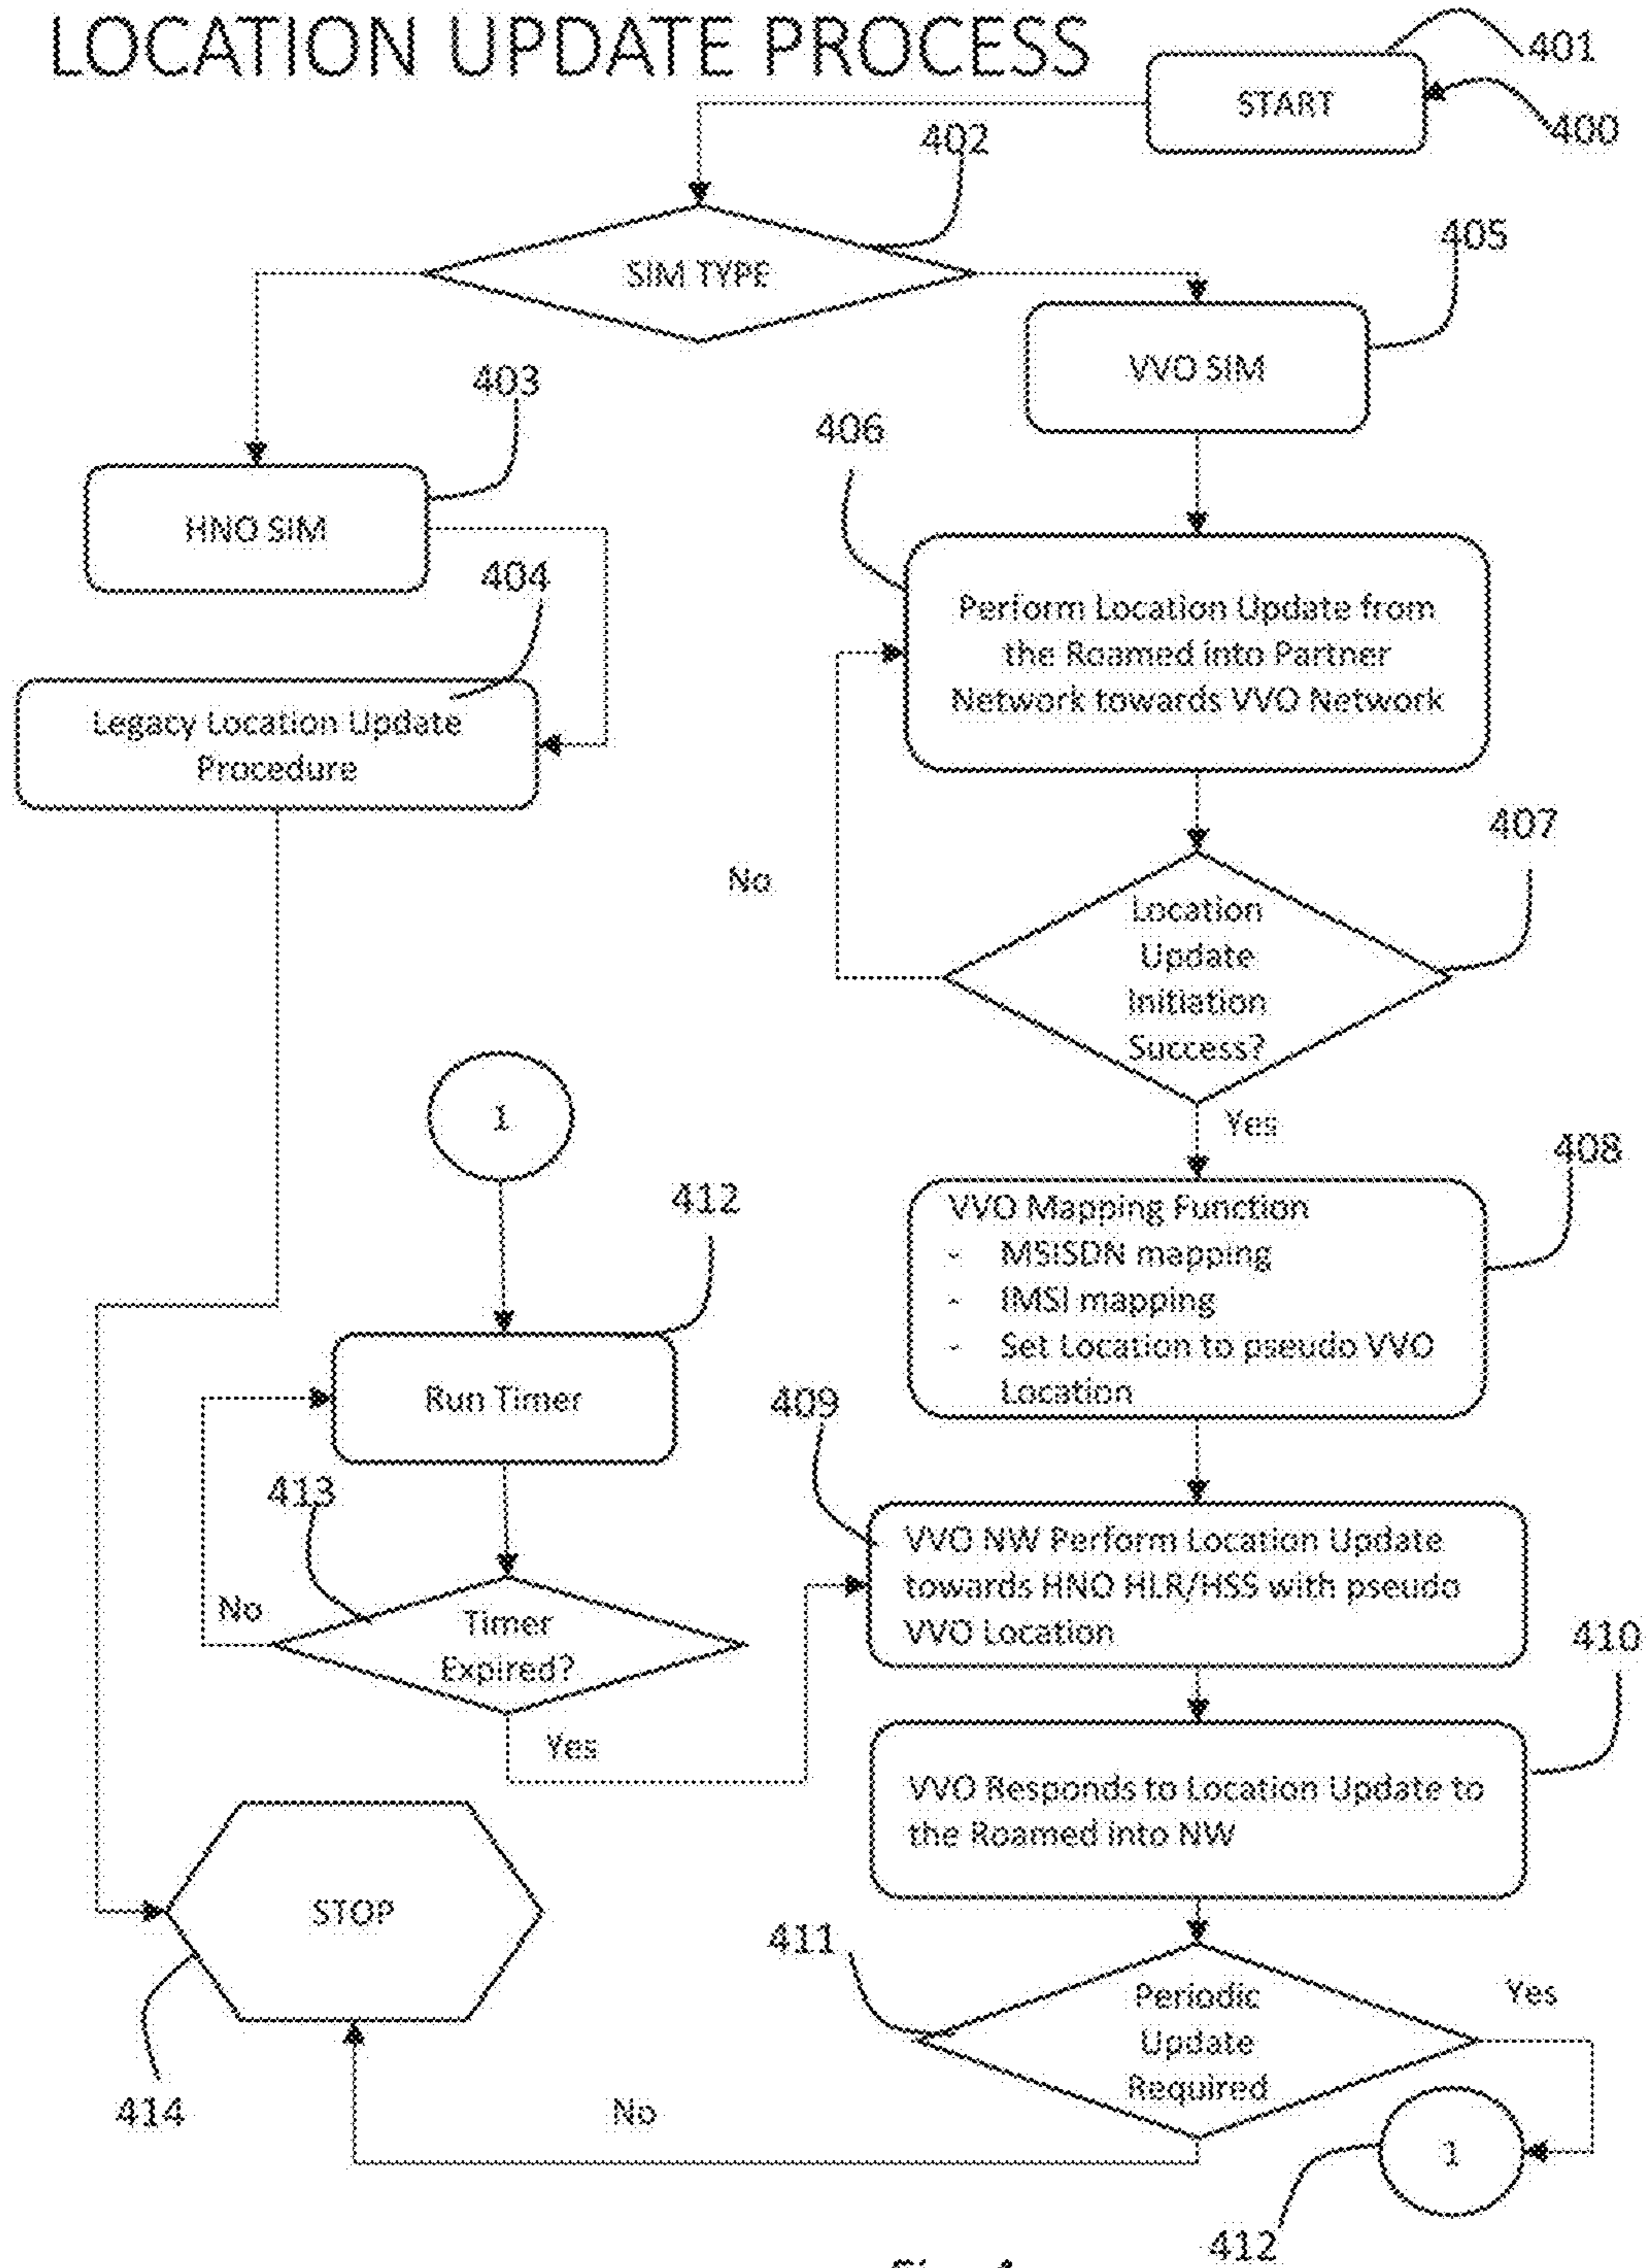 LOCATION UPDATE PROCESS
401
START
400
402
SIM TYPE
405
VVO SIM
403
HNO SIM
406
404
Perform Location Update from
the Roamed into Partner
Network towards VVO Network
Legacy Location Update
Procedure
407
No
Location
Update
Initiation
Success?
Yes
1
408
412
VVO Mapping Function
- MSISDN mapping
- IMSI mapping
- Set Location to pseudo VVO
Location
Run Timer
409
413
VVO NW Perform Location Update
towards HNO HLR/HSS with pseudo
VVO Location
No
Timer
Expired?
Yes
410
VVO Responds to Location Update to
the Roamed into NW
STOP
411
Periodic
Update
Required
Yes
414
No
1
412